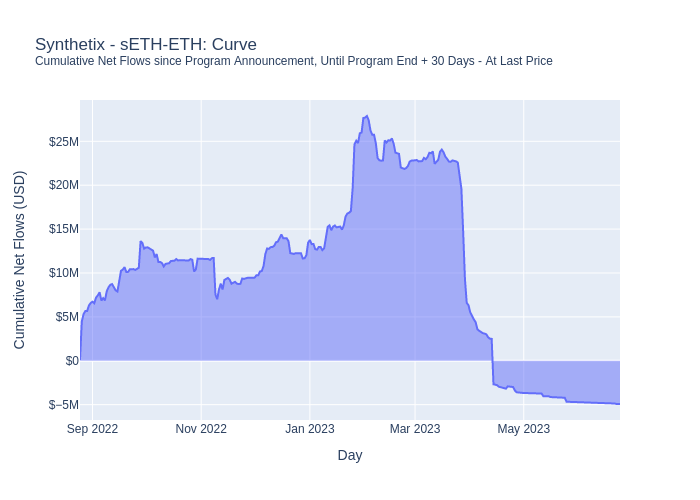 Synthetix - sETH-ETH: Curve
Cumulative Net Flows since Program Announcement, Until Program End + 30 Days - At Last Price
Cumulative Net Flows (USD)
$25M
$20M
$15M
$10M
$5M
$0
$−5M
Sep 2022 Nov 2022 Jan 2023 Mar 2023 May 2023
Day